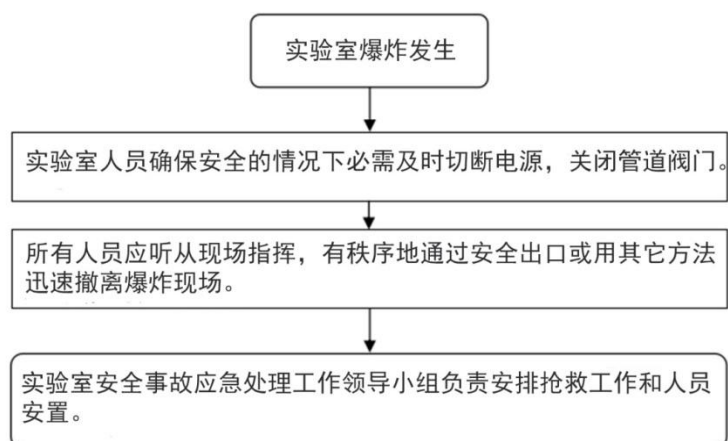 实验室爆炸发生
实验室人员确保安全的情况下必需及时切断电源，关闭管道阀门。
所有人员应听从现场指挥，有秩序地通过安全出口或用其它方法
迅速撤离爆炸现场。
实验室安全事故应急处理工作领导小组负责安排抢救工作和人员
安置。